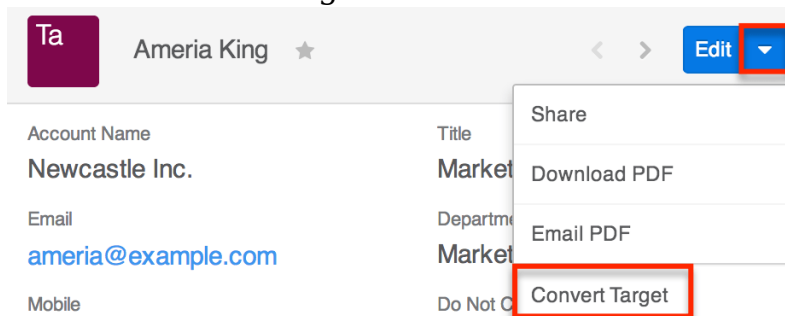 Ta
Ameria King
Edit
Account Name
Title
Share
Newcastle Inc.
Market
Download PDF
Email
Departme
Email PDF
ameria@example.com
Market
Mobile
Do Not C
Convert Target